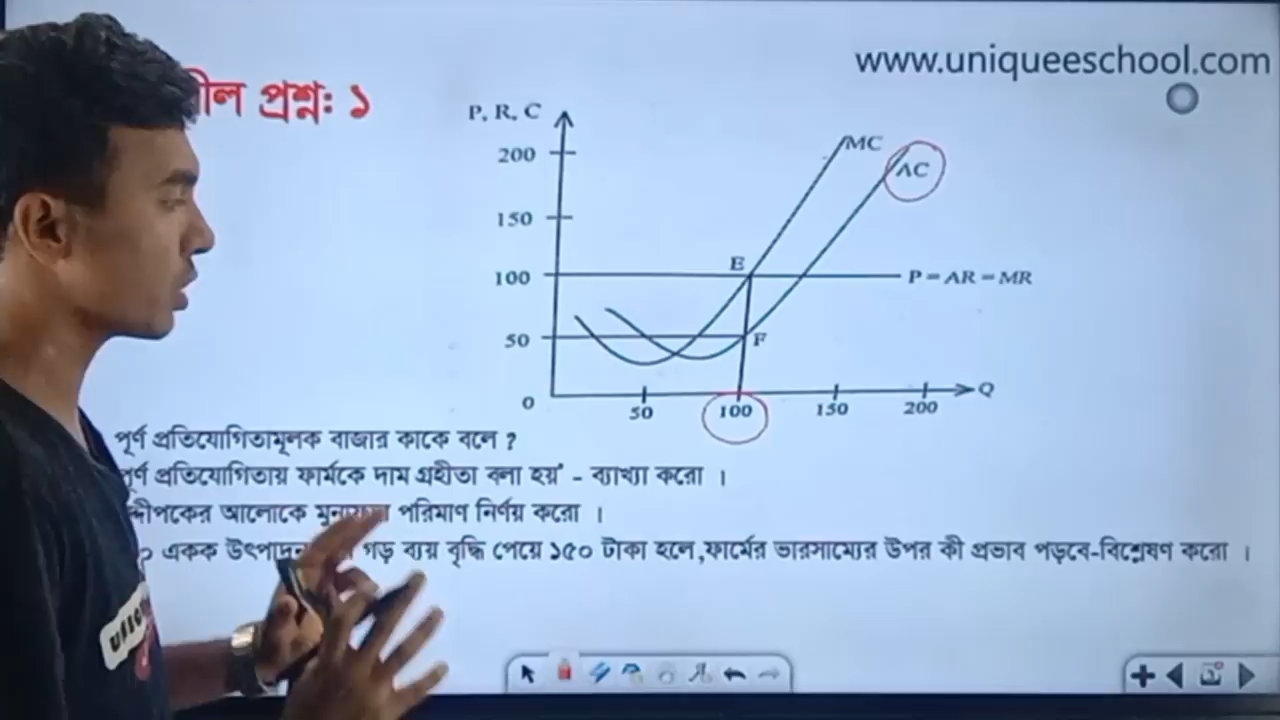 www.uniqueeschool.com
প্রশ্নঃ ১
P, R, C
200
MC
AC
150
E
100
P = AR = MR
50
F
0
50
100
150
200
Q
পূর্ণ প্রতিযোগিতামূলক বাজার কাকে বলে ?
প্রতিযোগিতায় ফার্মকে দাম গ্রহীতা বলা হয়' - ব্যাখ্যা করো ।
আলোকে পরিমাণ নির্ণয় করো ।
একক গড় ব্যয় বৃদ্ধি পেয়ে ১৫০ টাকা হলে,ফার্মের ভারসাম্যের উপর কী প্রভাব পড়বে-বিশ্লেষণ করো ।